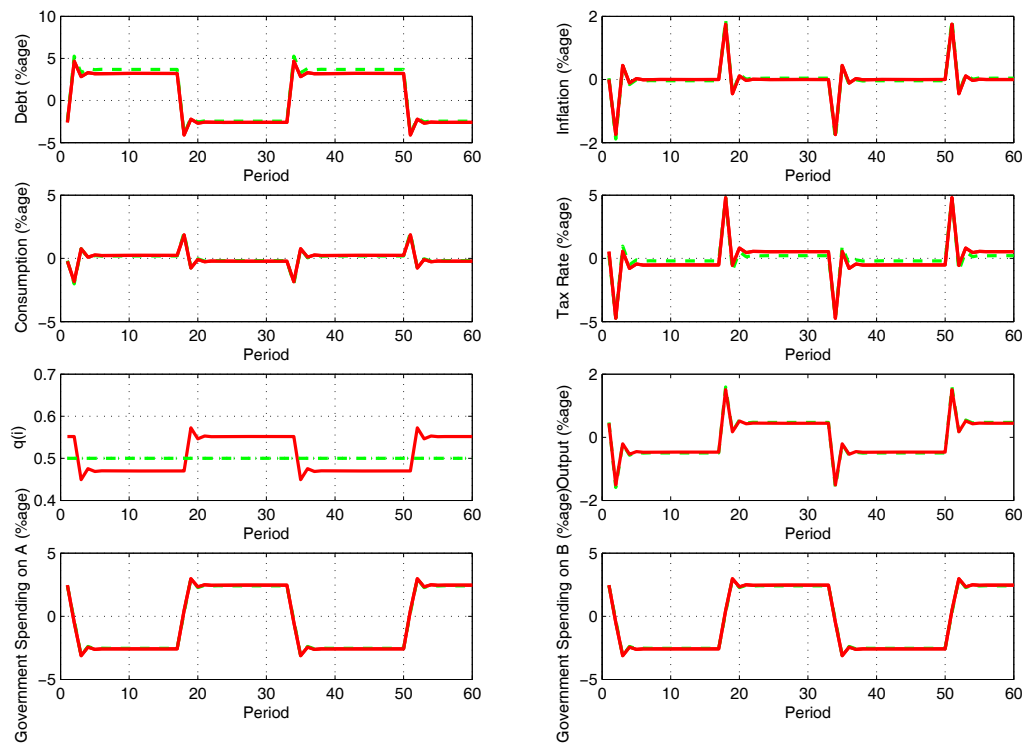 Debt (%age)
10
5
0
−5
0 10 20 30 40 50 60
Period
Inflation (%age)
2
0
−2
0 10 20 30 40 50 60
Period
Consumption (%age)
5
0
−5
0 10 20 30 40 50 60
Period
Tax Rate (%age)
5
0
−5
0 10 20 30 40 50 60
Period
q(i)
0.7
0.6
0.5
0.4
0 10 20 30 40 50 60
Period
Output (%age)
2
0
−2
0 10 20 30 40 50 60
Period
Government Spending on A (%age)
5
0
−5
0 10 20 30 40 50 60
Period
Government Spending on B (%age)
5
0
−5
0 10 20 30 40 50 60
Period